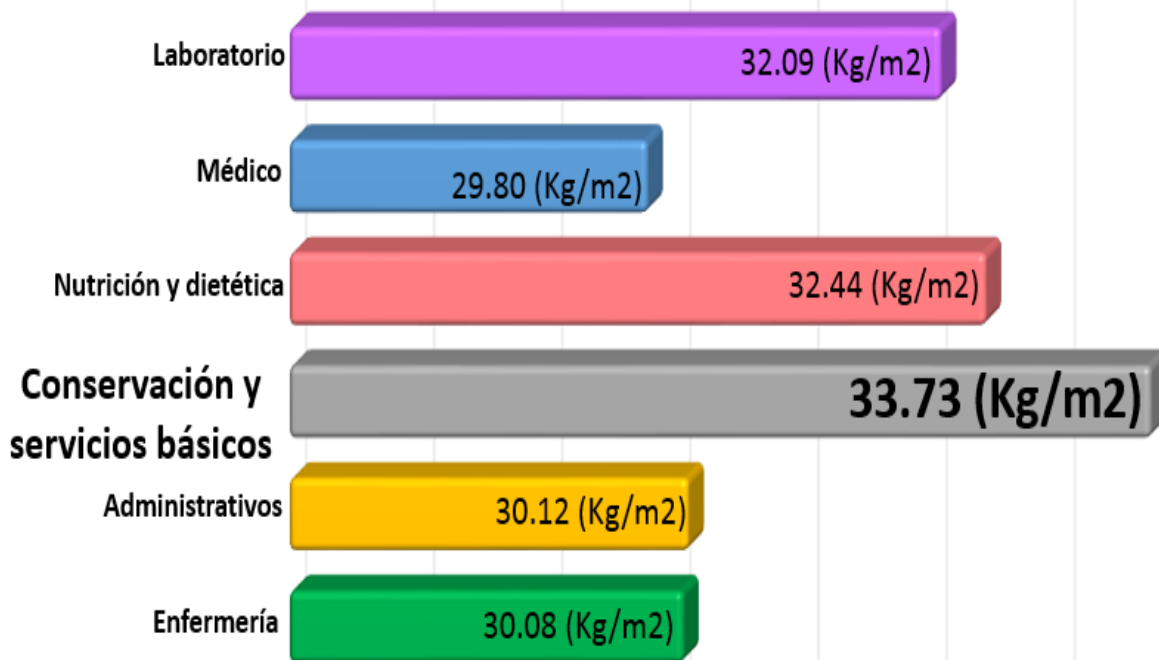 Laboratorio
32.09 (Kg/m2)
Médico
29.80 (Kg/m2)
Nutrición y dietética
32.44 (Kg/m2)
Conservación y
servicios básicos
33.73 (Kg/m2)
Administrativos
30.12 (Kg/m2)
Enfermería
30.08 (Kg/m2)